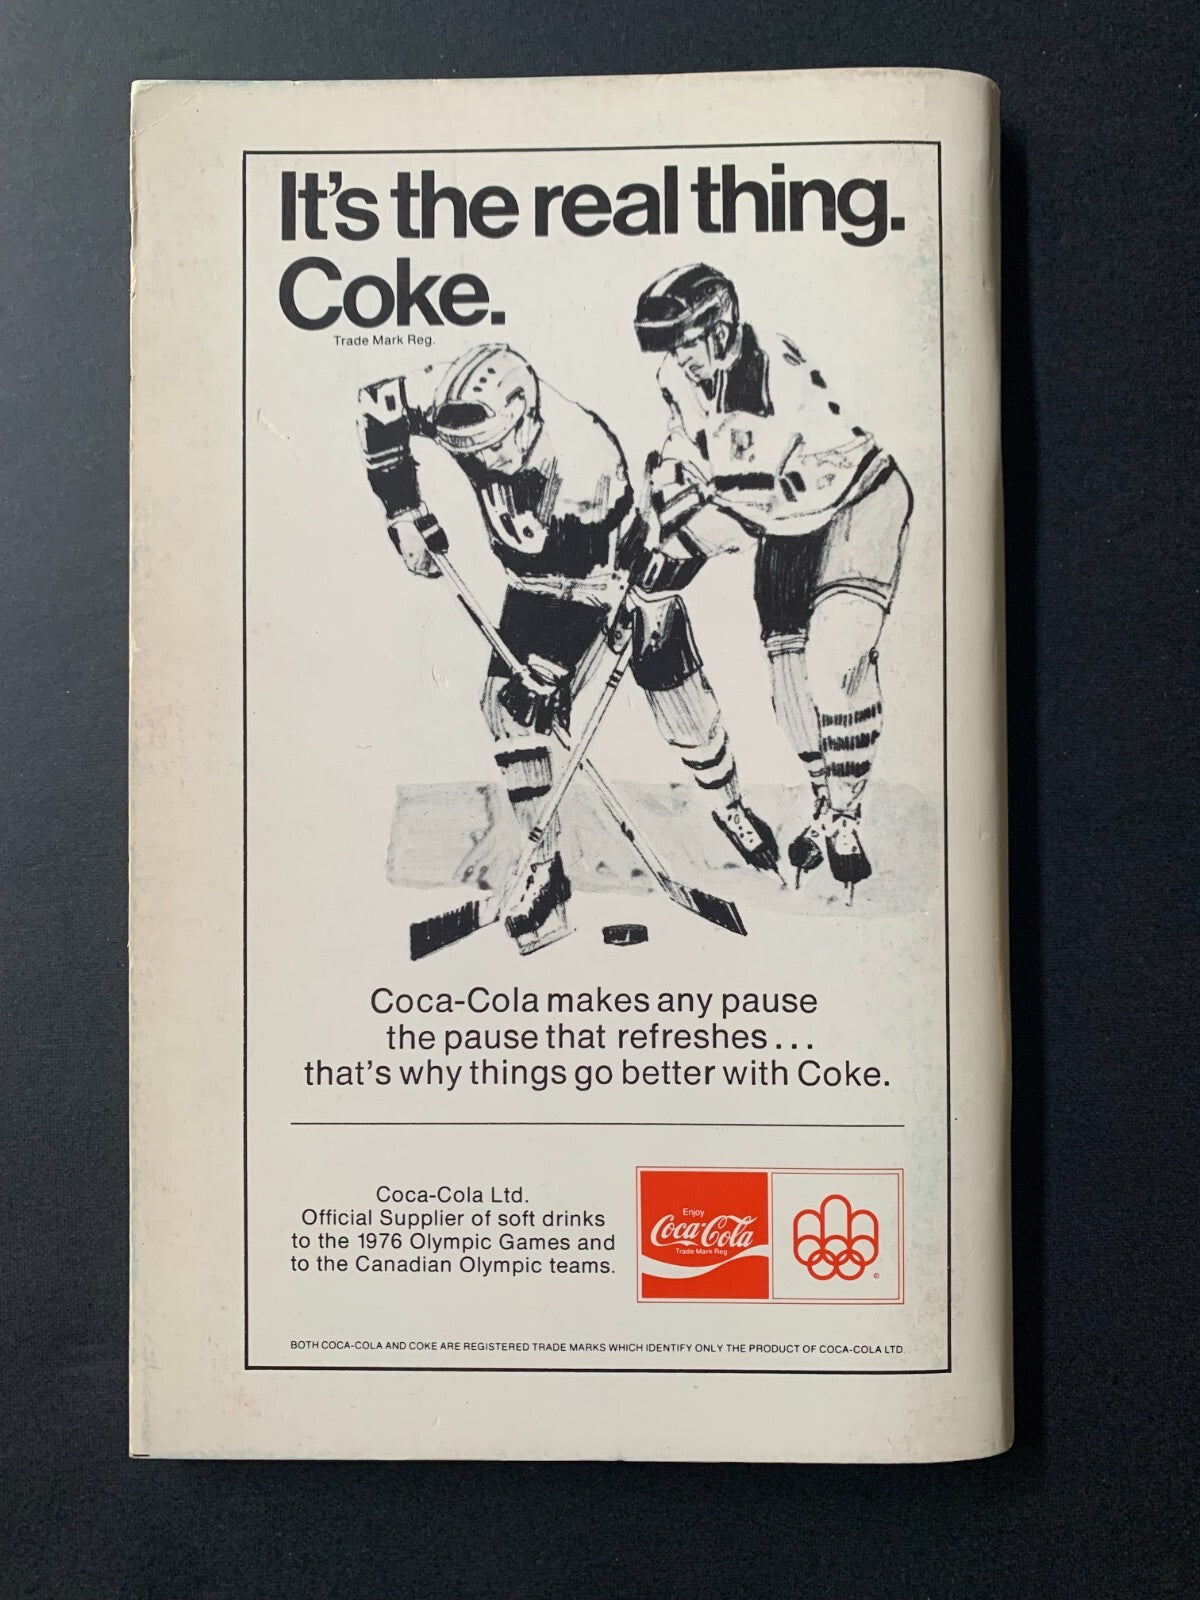 It's the real thing.
Coke.
Trade Mark Reg.
Coca-Cola makes any pause
the pause that refreshes...
that's why things go better with Coke.
Coca-Cola Ltd.
Official Supplier of soft drinks
to the 1976 Olympic Games and
to the Canadian Olympic teams.
Enjoy
Coca-Cola
Trade Mark Reg
©
BOTH COCA-COLA AND COKE ARE REGISTERED TRADE MARKS WHICH IDENTIFY ONLY THE PRODUCT OF COCA-COLA LTD.